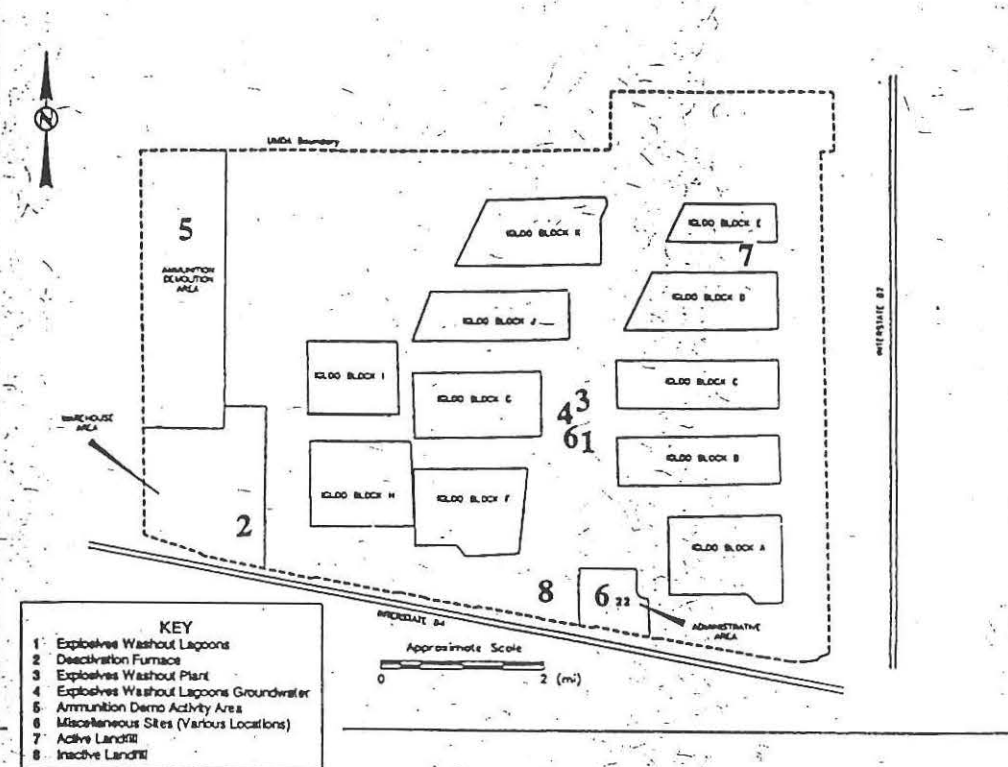 N
UMDA Boundary
5
AMMUNITION
DEMOLITION
AREA
IGLOO BLOCK K
IGLOO BLOCK E
7
IGLOO BLOCK D
IGLOO BLOCK J
INTERSTATE 82
IGLOO BLOCK I
IGLOO BLOCK G
IGLOO BLOCK C
3
4
61
WAREHOUSE
AREA
IGLOO BLOCK B
IGLOO BLOCK H
IGLOO BLOCK F
2
IGLOO BLOCK A
8
6 22
ADMINISTRATIVE
AREA
INTERSTATE 84
Approximate Scale
0 2 (mi)
KEY
1 Explosives Washout Lagoons
2 Deactivation Furnace
3 Explosives Washout Plant
4 Explosives Washout Lagoons Groundwater
5 Ammunition Demo Activity Area
6 Miscellaneous Sites (Various Locations)
7 Active Landfill
8 Inactive Landfill